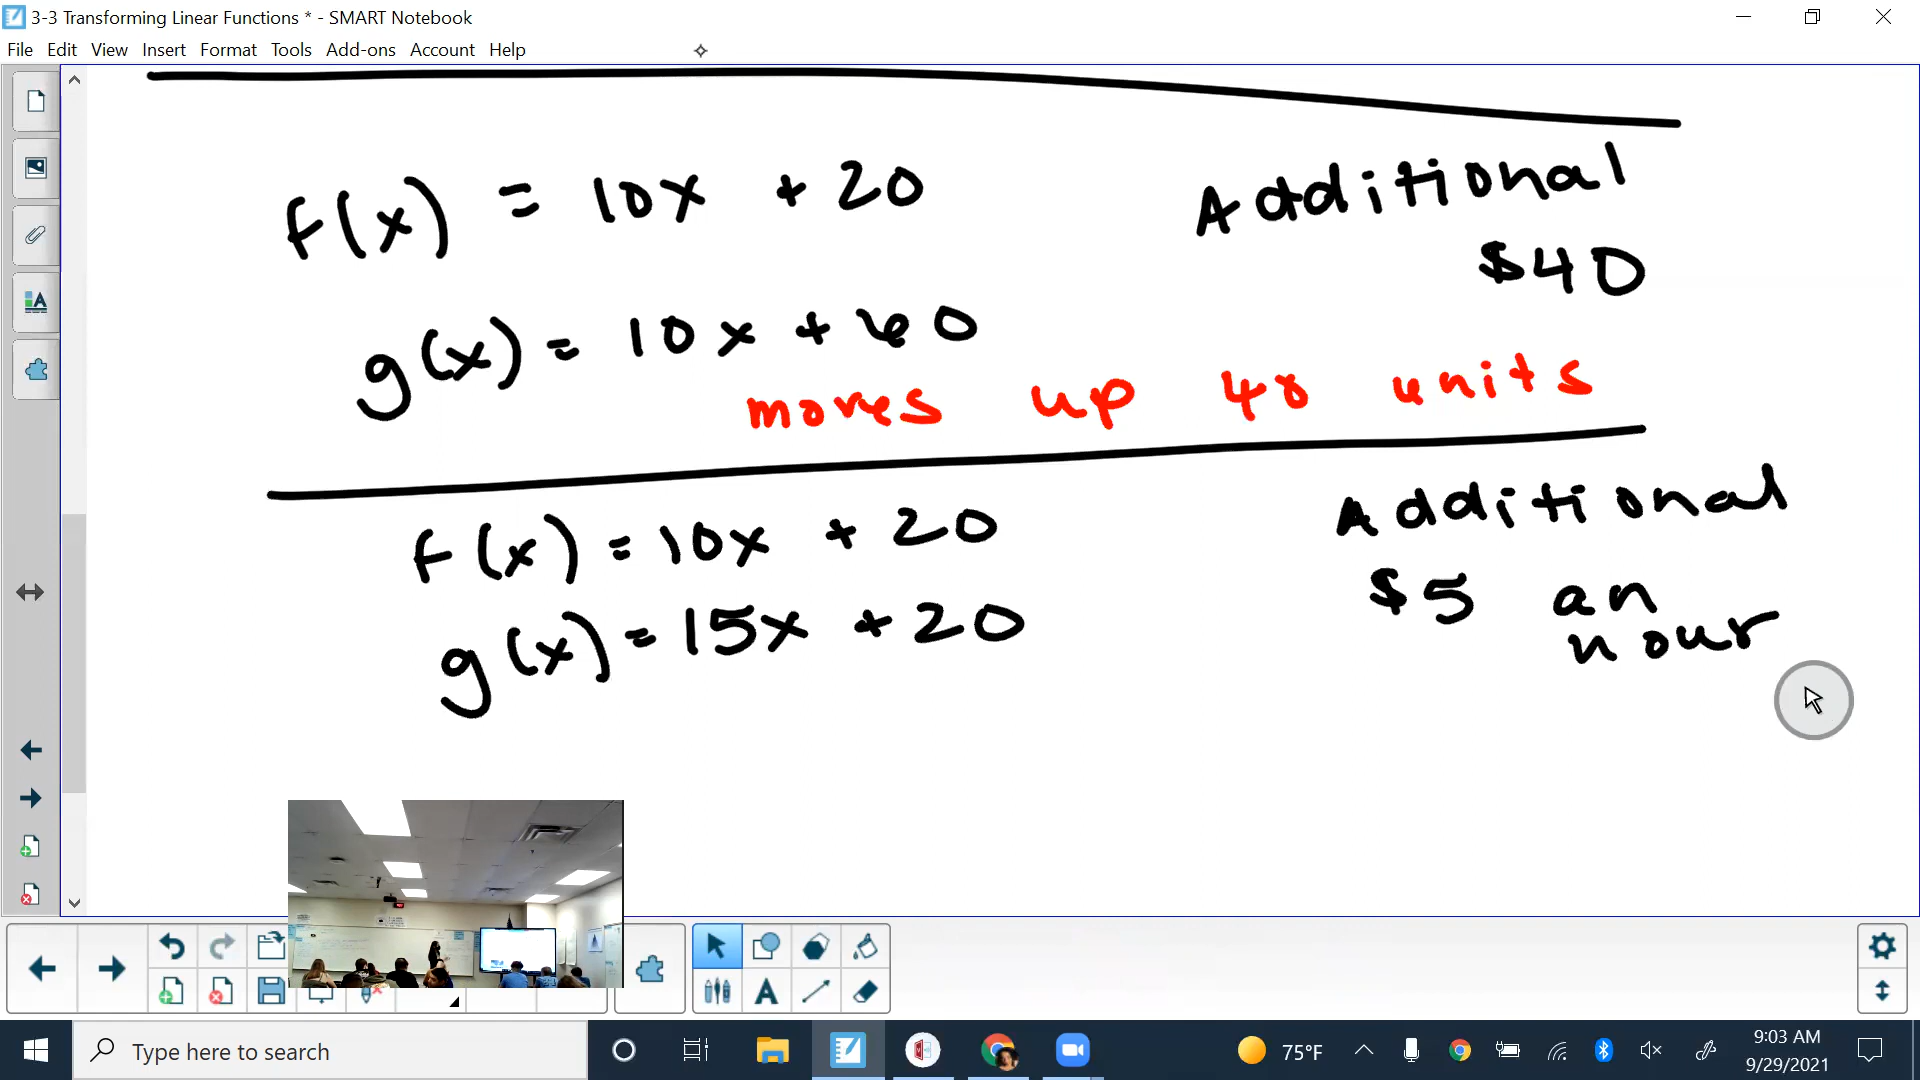 3-3 Transforming Linear Functions * - SMART Notebook
File Edit View Insert Format Tools Add-ons Account Help
f(x) = 10x + 20
Additional
$40
g(x) = 10x + 60
moves up 40 units
f(x) = 10x + 20
Additional
$5 an
hour
g(x) = 15x + 20
Type here to search
75°F
9:03 AM
9/29/2021